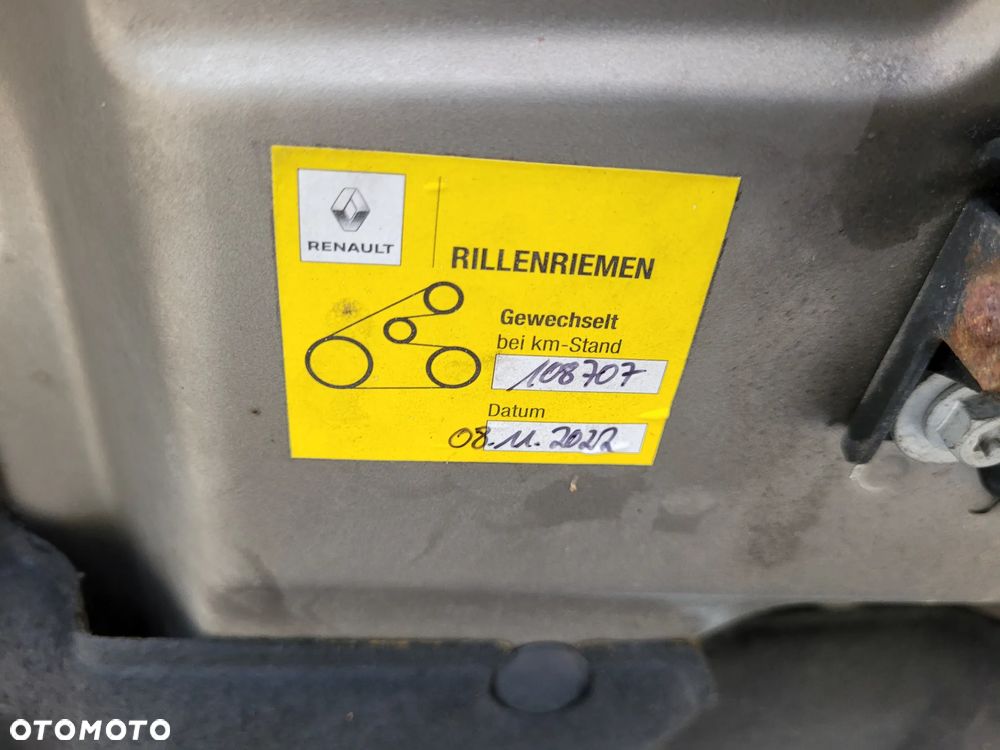 RENAULT
RILLENRIEMEN
Gewechselt
bei km-Stand
108707
Datum
08.11.2022
OTOMOTO